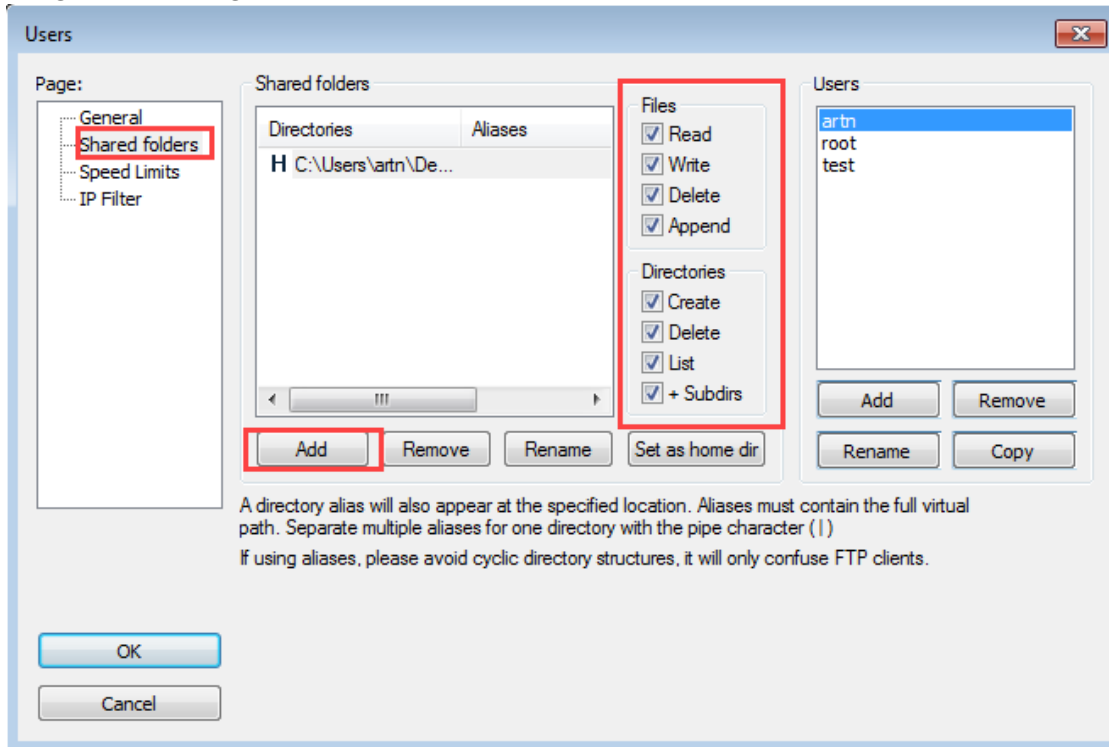 Users
Page:
General
Shared folders
Speed Limits
IP Filter
Shared folders
Directories Aliases
H C:\Users\artn\De...
Add Remove Rename Set as home dir
Files
Read
Write
Delete
Append
Directories
Create
Delete
List
+ Subdirs
Users
artn
root
test
Add Remove
Rename Copy
A directory alias will also appear at the specified location. Aliases must contain the full virtual
path. Separate multiple aliases for one directory with the pipe character (|)
If using aliases, please avoid cyclic directory structures, it will only confuse FTP clients.
OK
Cancel